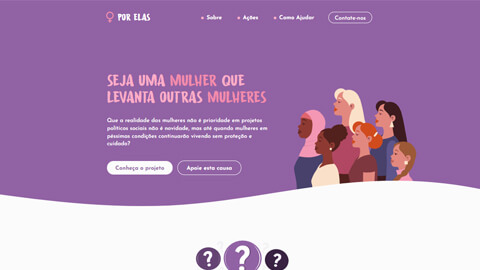 POR ELAS
Sobre
Ações
Como Ajudar
Contate-nos
SEJA UMA MULHER QUE
LEVANTA OUTRAS MULHERES
Que a realidade das mulheres não é prioridade em projetos
políticos sociais não é novidade, mas até quando mulheres em
péssimas condições continuarão vivendo sem proteção e
cuidado?
Conheça o projeto
Apoie esta causa
? ? ?